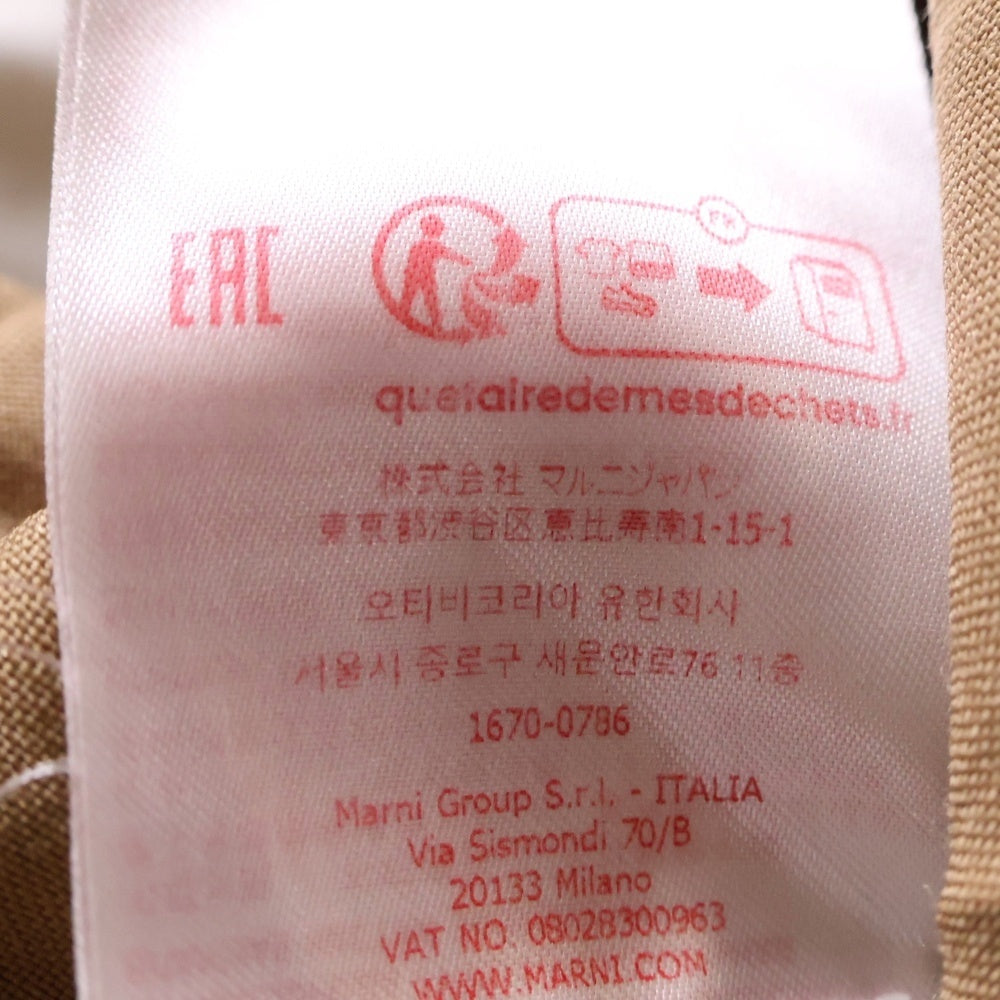 EAC
FR
quefairedemesdechets.fr
株式会社 マルニジャパン
東京都渋谷区恵比寿南1-15-1
오티비코리아 유한회사
서울시 종로구 새문안로76 11층
1670-0786
Marni Group S.r.l. - ITALIA
Via Sismondi 70/B
20133 Milano
VAT NO. 08028300963
WWW.MARNI.COM